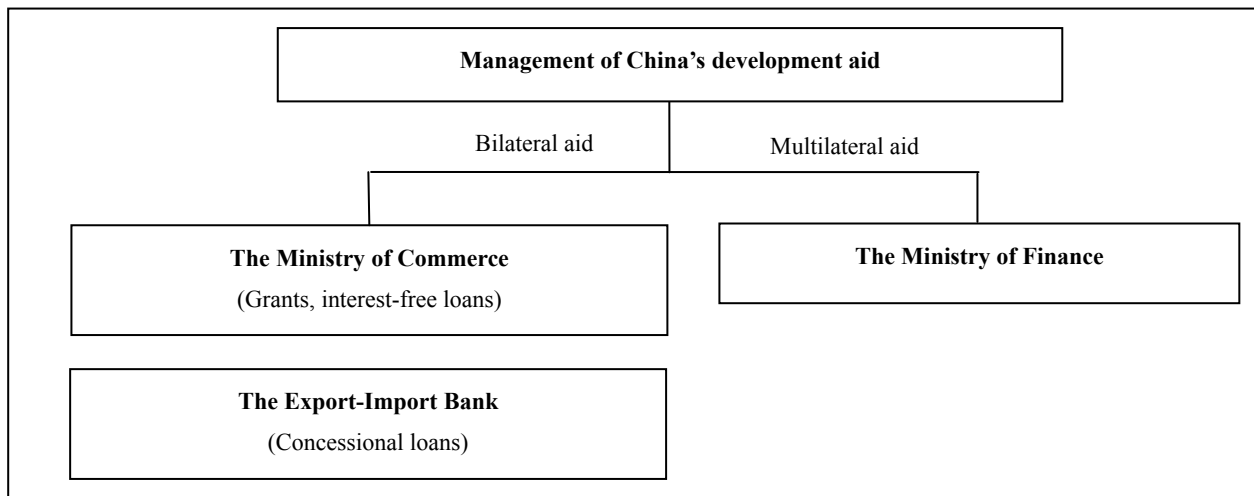 Management of China’s development aid
Bilateral aid
Multilateral aid
The Ministry of Commerce
(Grants, interest-free loans)
The Ministry of Finance
The Export-Import Bank
(Concessional loans)